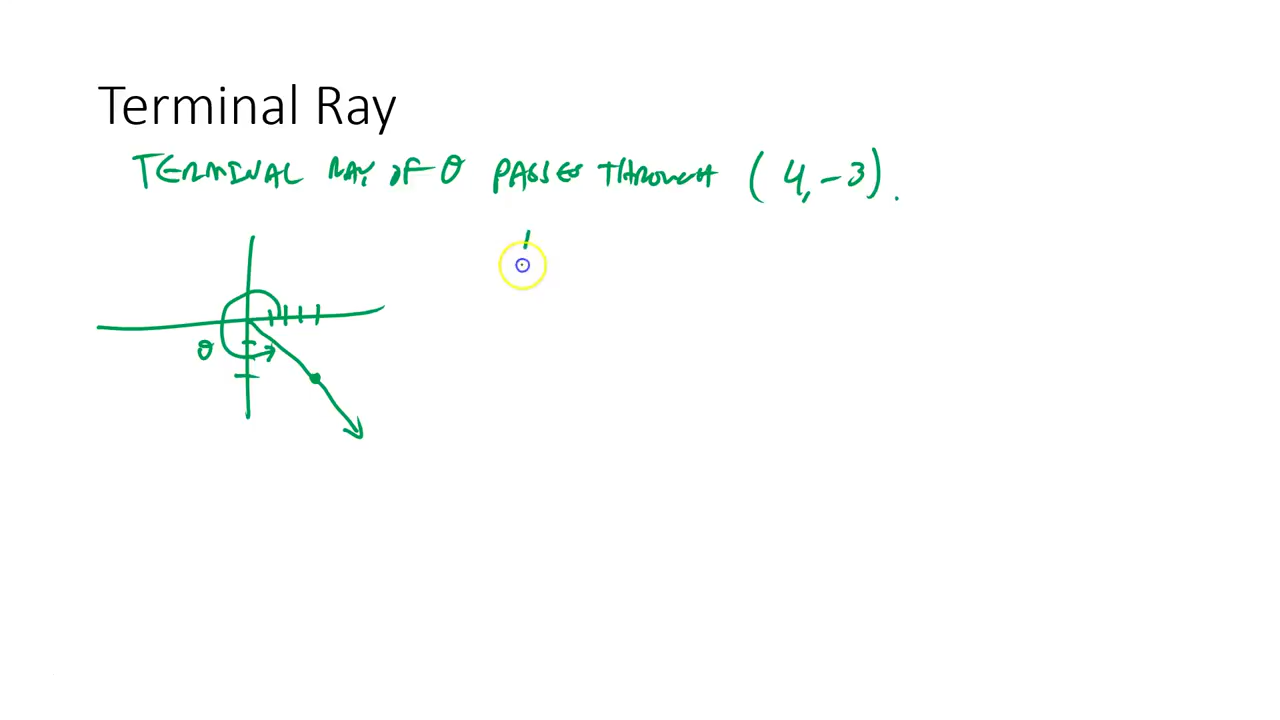 Terminal Ray
TERMINAL RAY OF θ PASSES THROUGH (4, -3).
θ